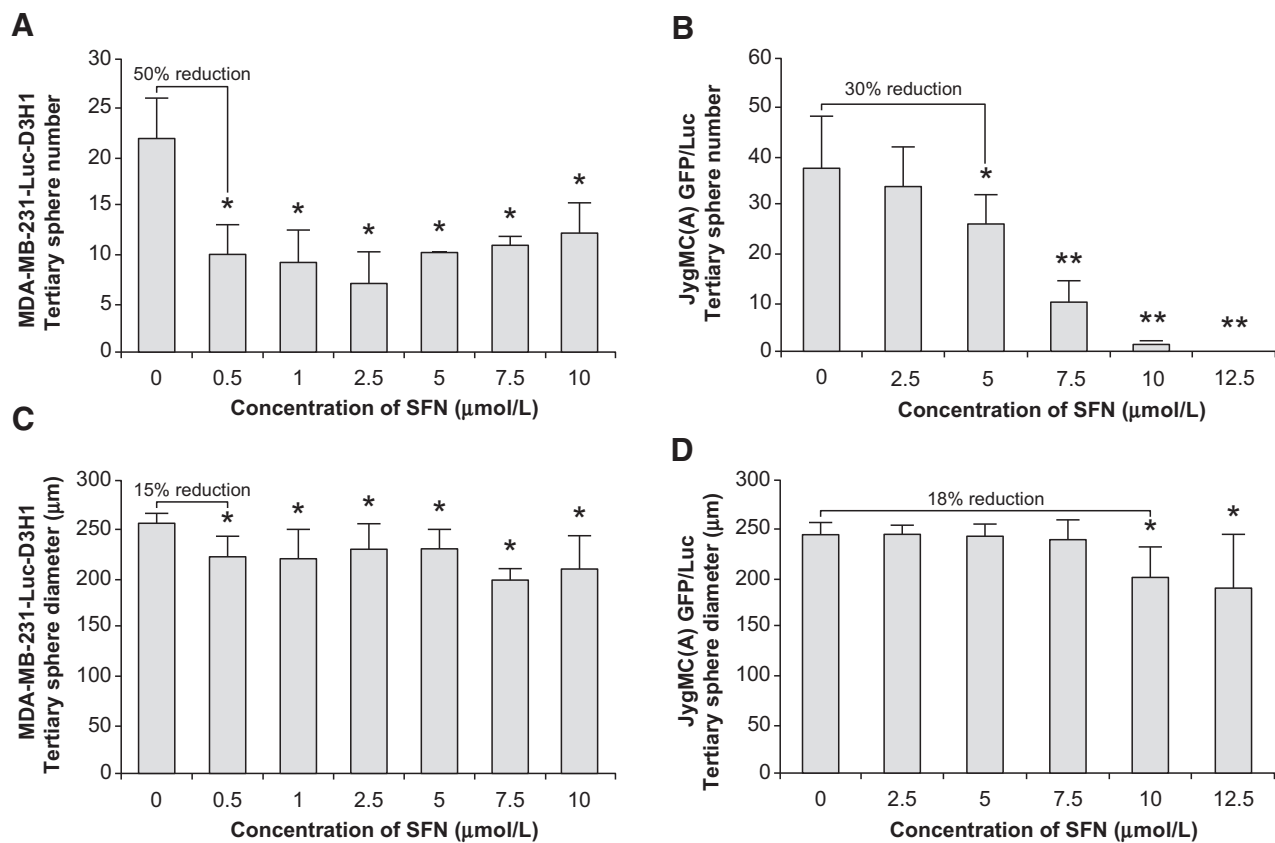 A
MDA-MB-231-Luc-D3H1
Tertiary sphere number
30
25
20
15
10
5
0
50% reduction
*
*
*
*
*
*
0 0.5 1 2.5 5 7.5 10
Concentration of SFN (μmol/L)
B
JygMC(A) GFP/Luc
Tertiary sphere number
60
50
40
30
20
10
0
30% reduction
*
**
**
**
0 2.5 5 7.5 10 12.5
Concentration of SFN (μmol/L)
C
MDA-MB-231-Luc-D3H1
Tertiary sphere diameter (μm)
300
250
200
150
100
50
0
15% reduction
*
*
*
*
*
*
0 0.5 1 2.5 5 7.5 10
Concentration of SFN (μmol/L)
D
JygMC(A) GFP/Luc
Tertiary sphere diameter (μm)
300
250
200
150
100
50
0
18% reduction
*
*
0 2.5 5 7.5 10 12.5
Concentration of SFN (μmol/L)